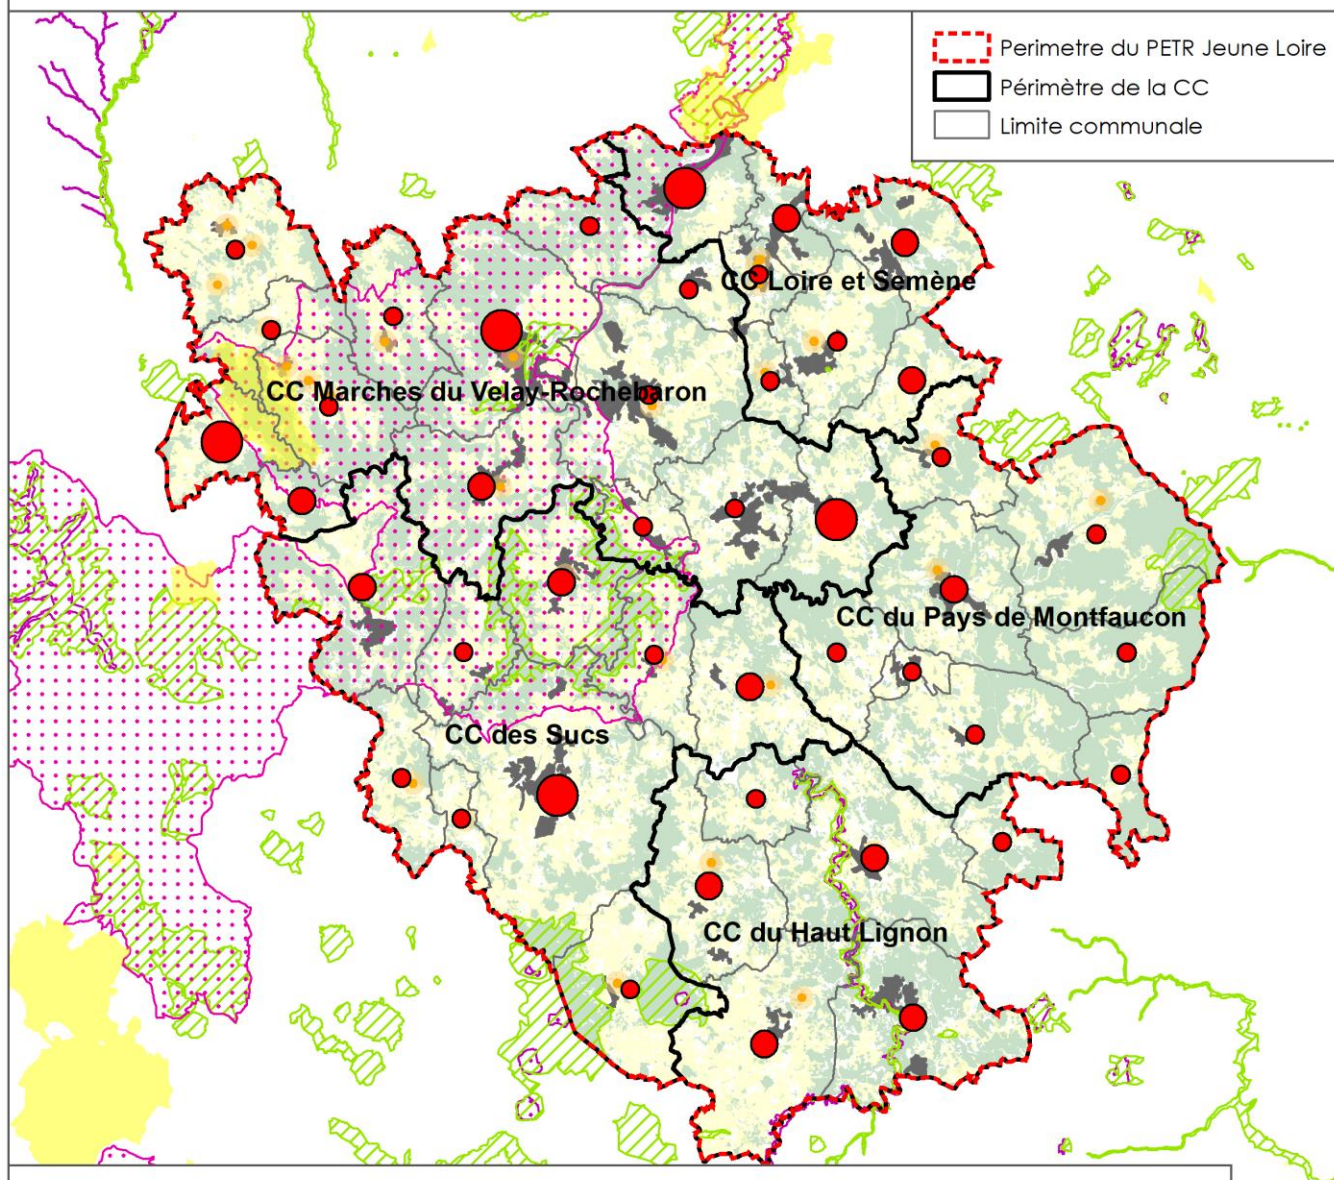 Perimetre du PETR Jeune Loire
Périmètre de la CC
Limite communale
CC Loire et Semène
CC Marches du Velay-Rochebaron
CC du Pays de Montfaucon
CC des Sucs
CC du Haut Lignon